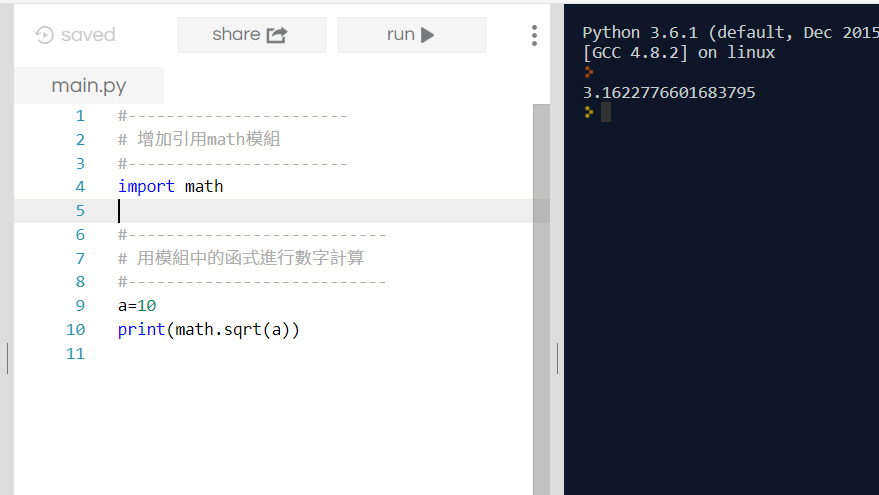 saved
share
run
main.py
1 #-----------------------
2 # 增加引用math模組
3 #-----------------------
4 import math
5
6 #---------------------------
7 # 用模組中的函式進行數字計算
8 #---------------------------
9 a=10
10 print(math.sqrt(a))
11
Python 3.6.1 (default, Dec 2015
[GCC 4.8.2] on linux
3.1622776601683795